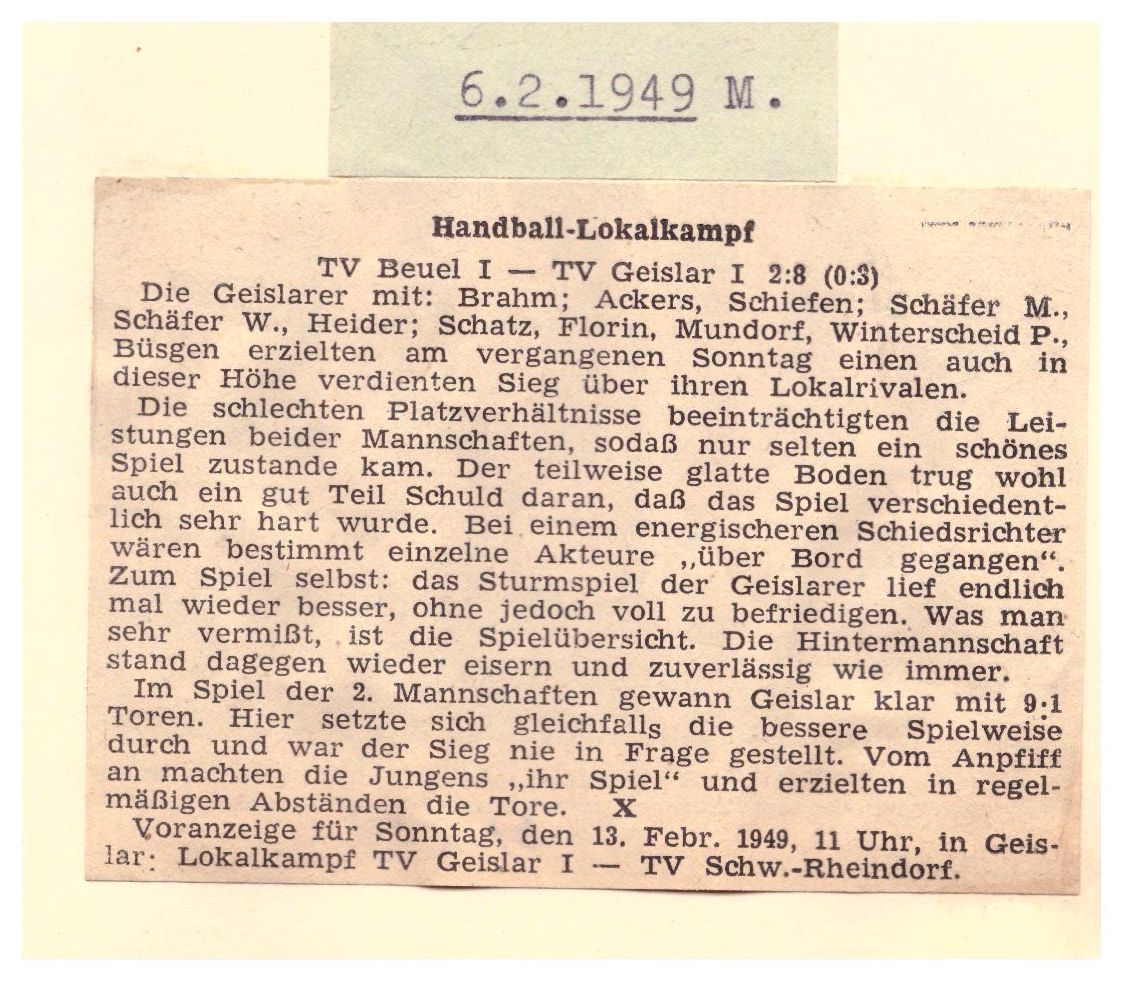 6.2.1949 M.
Handball-Lokalkampf
TV Beuel I — TV Geislar I 2:8 (0:3)
Die Geislarer mit: Brahm; Ackers, Schiefen; Schäfer M.,
Schäfer W., Heider; Schatz, Florin, Mundorf, Winterscheid P.,
Büsgen erzielten am vergangenen Sonntag einen auch in
dieser Höhe verdienten Sieg über ihren Lokalrivalen.
Die schlechten Platzverhältnisse beeinträchtigten die Lei-
stungen beider Mannschaften, sodaß nur selten ein schönes
Spiel zustande kam. Der teilweise glatte Boden trug wohl
auch ein gut Teil Schuld daran, daß das Spiel verschiedent-
lich sehr hart wurde. Bei einem energischeren Schiedsrichter
wären bestimmt einzelne Akteure „über Bord gegangen“.
Zum Spiel selbst: das Sturmspiel der Geislarer lief endlich
mal wieder besser, ohne jedoch voll zu befriedigen. Was man
sehr vermißt, ist die Spielübersicht. Die Hintermannschaft
stand dagegen wieder eisern und zuverlässig wie immer.
Im Spiel der 2. Mannschaften gewann Geislar klar mit 9:1
Toren. Hier setzte sich gleichfalls die bessere Spielweise
durch und war der Sieg nie in Frage gestellt. Vom Anpfiff
an machten die Jungens „ihr Spiel“ und erzielten in regel-
mäßigen Abständen die Tore. X
Voranzeige für Sonntag, den 13. Febr. 1949, 11 Uhr, in Geis-
lar: Lokalkampf TV Geislar I — TV Schw.-Rheindorf.